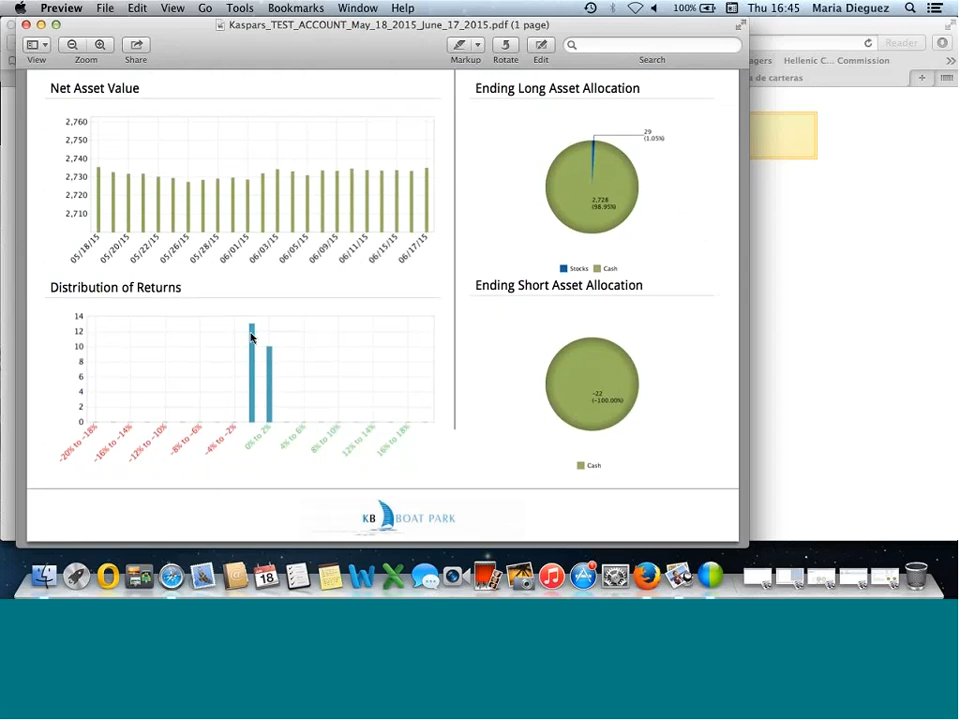 Preview File Edit View Go Tools Bookmarks Window Help 100% Thu 16:45 Maria Dieguez
Kaspars_TEST_ACCOUNT_May_18_2015_June_17_2015.pdf (1 page)
View Zoom Share Markup Rotate Edit Search
Reader
agers Hellenic C... Commission
a de carteras
Net Asset Value
2,760
2,750
2,740
2,730
2,720
2,710
05/18/15 05/20/15 05/22/15 05/26/15 05/28/15 06/01/15 06/03/15 06/05/15 06/09/15 06/11/15 06/15/15 06/17/15
Ending Long Asset Allocation
29
(1.05%)
2,728
(98.95%)
Stocks Cash
Distribution of Returns
14
12
10
8
6
4
2
0
-20% to -18% -16% to -14% -12% to -10% -8% to -6% -4% to -2% 0% to 2% 4% to 6% 8% to 10% 12% to 14% 16% to 18%
Ending Short Asset Allocation
-22
(-100.00%)
Cash
KB BOAT PARK
18